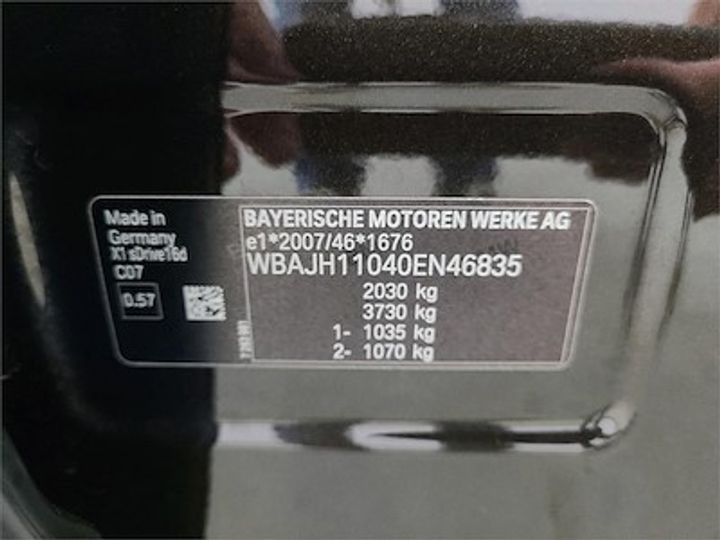 Made in
Germany
X1 sDrive16d
C07
0.57
BAYERISCHE MOTOREN WERKE AG
e1*2007/46*1676
WBAJH11040EN46835
2030 kg
3730 kg
1- 1035 kg
2- 1070 kg